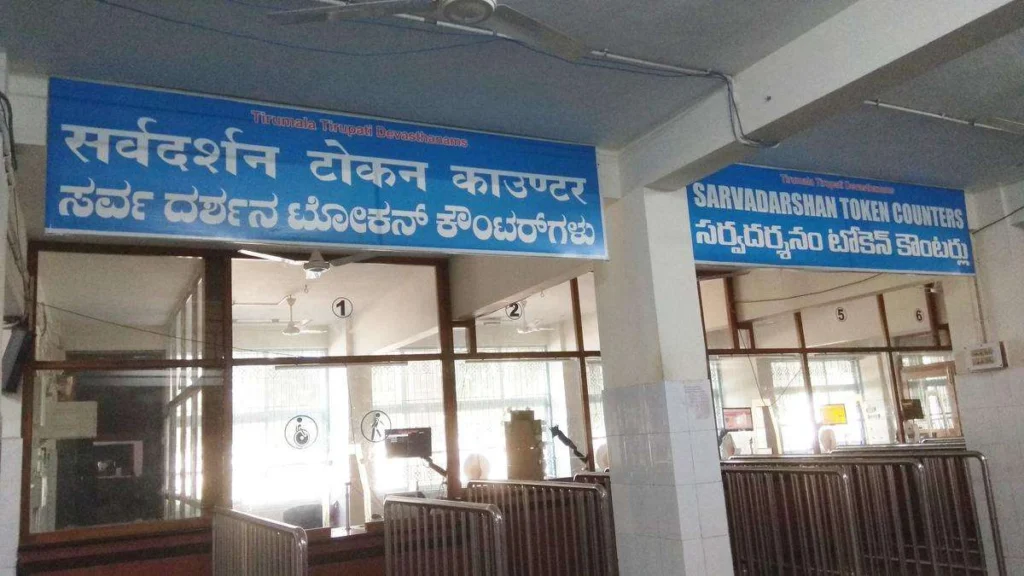 Tirumala Tirupati Devasthanams
सर्वदर्शन टोकन काउण्टर
ಸರ್ವ ದರ್ಶನ ಟೋಕನ್ ಕೌಂಟರ್‌ಗಳು
Tirumala Tirupati Devasthanams
SARVADARSHAN TOKEN COUNTERS
సర్వదర్శనం టోకెన్ కౌంటర్లు
1
2
5
6